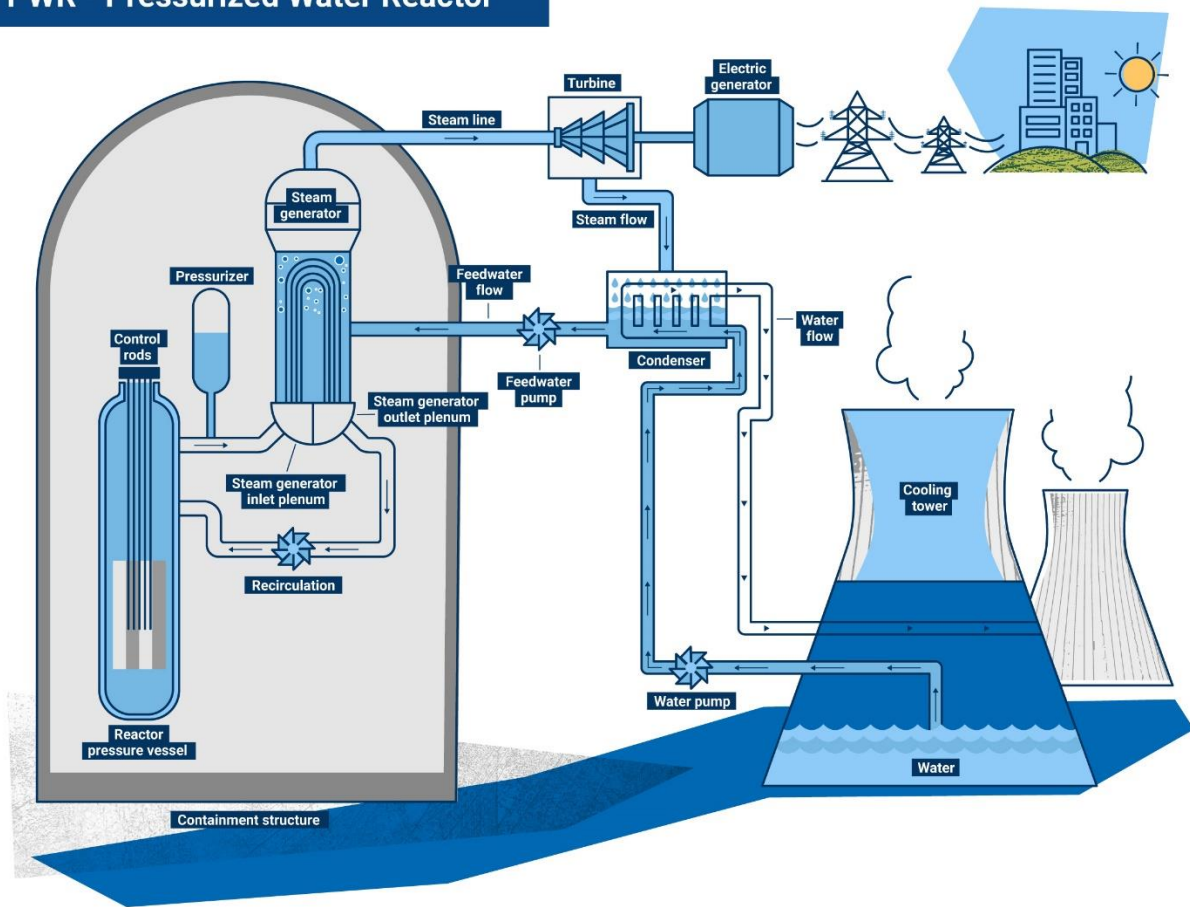 PWR - Pressurized Water Reactor
Turbine
Electric
generator
Steam line
Steam
generator
Steam flow
Pressurizer
Feedwater
flow
Water
flow
Control
rods
Condenser
Feedwater
pump
Steam generator
outlet plenum
Steam generator
inlet plenum
Cooling
tower
Recirculation
Water pump
Reactor
pressure vessel
Water
Containment structure